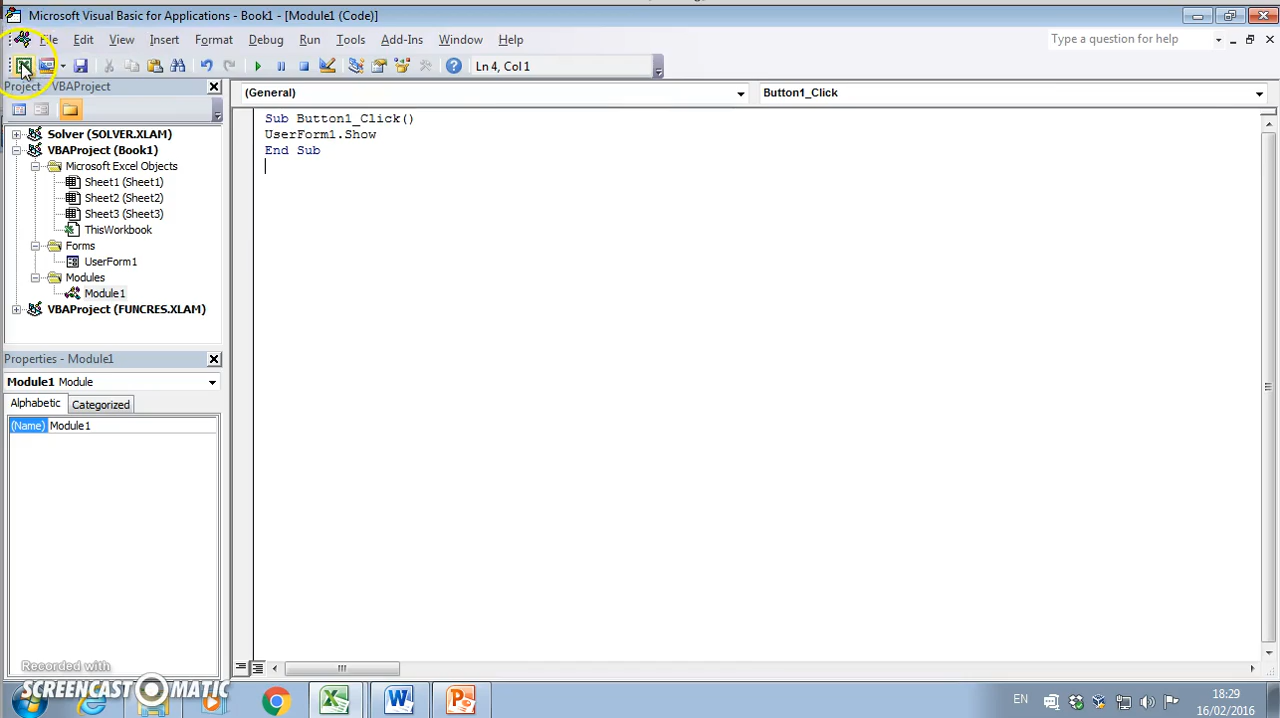 Microsoft Visual Basic for Applications - Book1 - [Module1 (Code)]
File Edit View Insert Format Debug Run Tools Add-Ins Window Help
Type a question for help
Ln 4, Col 1
Project - VBAProject
(General)
Button1_Click
Sub Button1_Click()
UserForm1.Show
End Sub
Solver (SOLVER.XLAM)
VBAProject (Book1)
Microsoft Excel Objects
Sheet1 (Sheet1)
Sheet2 (Sheet2)
Sheet3 (Sheet3)
ThisWorkbook
Forms
UserForm1
Modules
Module1
VBAProject (FUNCRES.XLAM)
Properties - Module1
Module1 Module
Alphabetic Categorized
(Name) Module1
Recorded with
SCREENCAST-O-MATIC
EN
18:29
16/02/2016